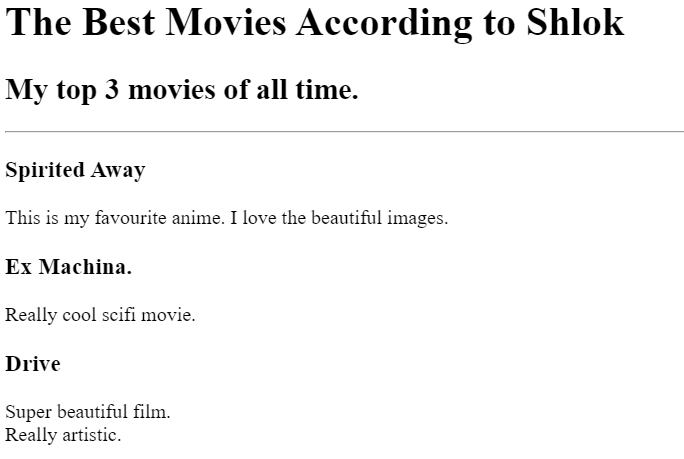 The Best Movies According to Shlok
My top 3 movies of all time.
Spirited Away
This is my favourite anime. I love the beautiful images.
Ex Machina.
Really cool scifi movie.
Drive
Super beautiful film.
Really artistic.